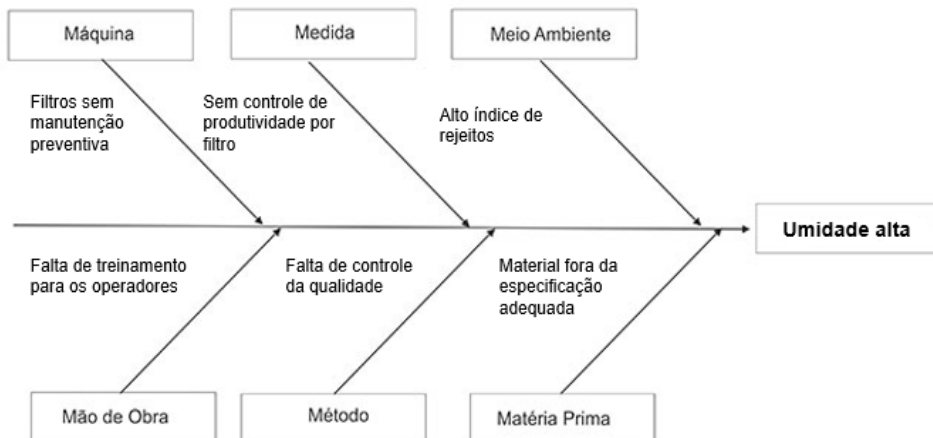 Máquina
Medida
Meio Ambiente
Filtros sem
manutenção
preventiva
Sem controle de
produtividade por
filtro
Alto índice de
rejeitos
Umidade alta
Falta de treinamento
para os operadores
Falta de controle
da qualidade
Material fora da
especificação
adequada
Mão de Obra
Método
Matéria Prima